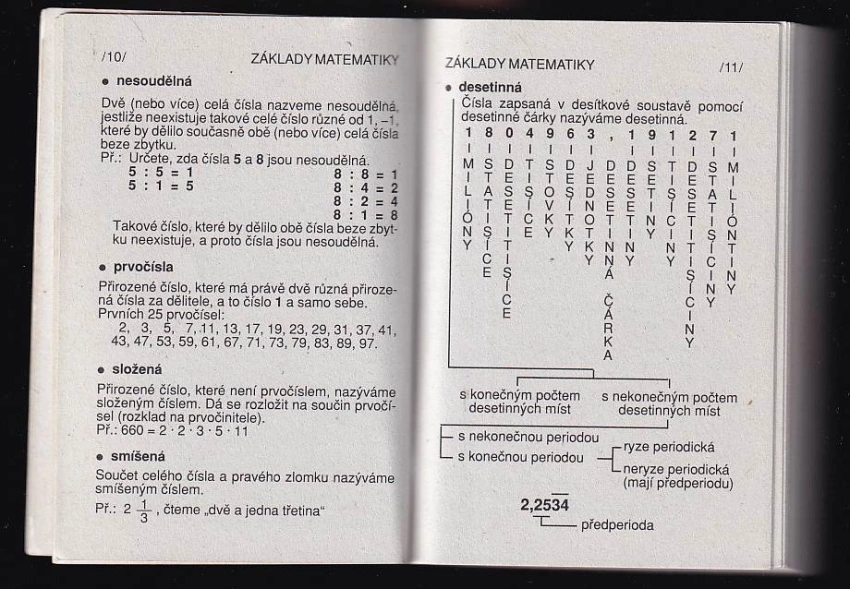 /10/ ZÁKLADY MATEMATIKY
• nesoudělná
Dvě (nebo více) celá čísla nazveme nesoudělná,
jestliže neexistuje takové celé číslo různé od 1, –1,
které by dělilo současně obě (nebo více) celá čísla
beze zbytku.
Př.: Určete, zda čísla 5 a 8 jsou nesoudělná.
5 : 5 = 1 8 : 8 = 1
5 : 1 = 5 8 : 4 = 2
8 : 2 = 4
8 : 1 = 8
Takové číslo, které by dělilo obě čísla beze zbyt-
ku neexistuje, a proto čísla jsou nesoudělná.
• prvočísla
Přirozené číslo, které má právě dvě různá přiroze-
ná čísla za dělitele, a to číslo 1 a samo sebe.
Prvních 25 prvočísel:
2, 3, 5, 7, 11, 13, 17, 19, 23, 29, 31, 37, 41,
43, 47, 53, 59, 61, 67, 71, 73, 79, 83, 89, 97.
• složená
Přirozené číslo, které není prvočíslem, nazýváme
složeným číslem. Dá se rozložit na součin prvočí-
sel (rozklad na prvočinitele).
Př.: 660 = 2 · 2 · 3 · 5 · 11
• smíšená
Součet celého čísla a pravého zlomku nazýváme
smíšeným číslem.
Př.: 2 1/3 , čteme „dvě a jedna třetina“
ZÁKLADY MATEMATIKY /11/
• desetinná
Čísla zapsaná v desítkové soustavě pomocí
desetinné čárky nazýváme desetinná.
1 8 0 4 9 6 3 , 1 9 1 2 7 1
MILIÓNY
STATISÍCE
DESETITISÍCE
TISÍCE
STOVKY
DESÍTKY
JEDNOTKY
DESETINNÁ ČÁRKA
DESETINY
SETINY
TISÍCINY
DESETITISÍCINY
STATISÍCINY
MILIÓNTINY
s konečným počtem
desetinných míst
s nekonečným počtem
desetinných míst
s nekonečnou periodou
s konečnou periodou
ryze periodická
neryze periodická
(mají předperiodu)
2,2534
předperioda